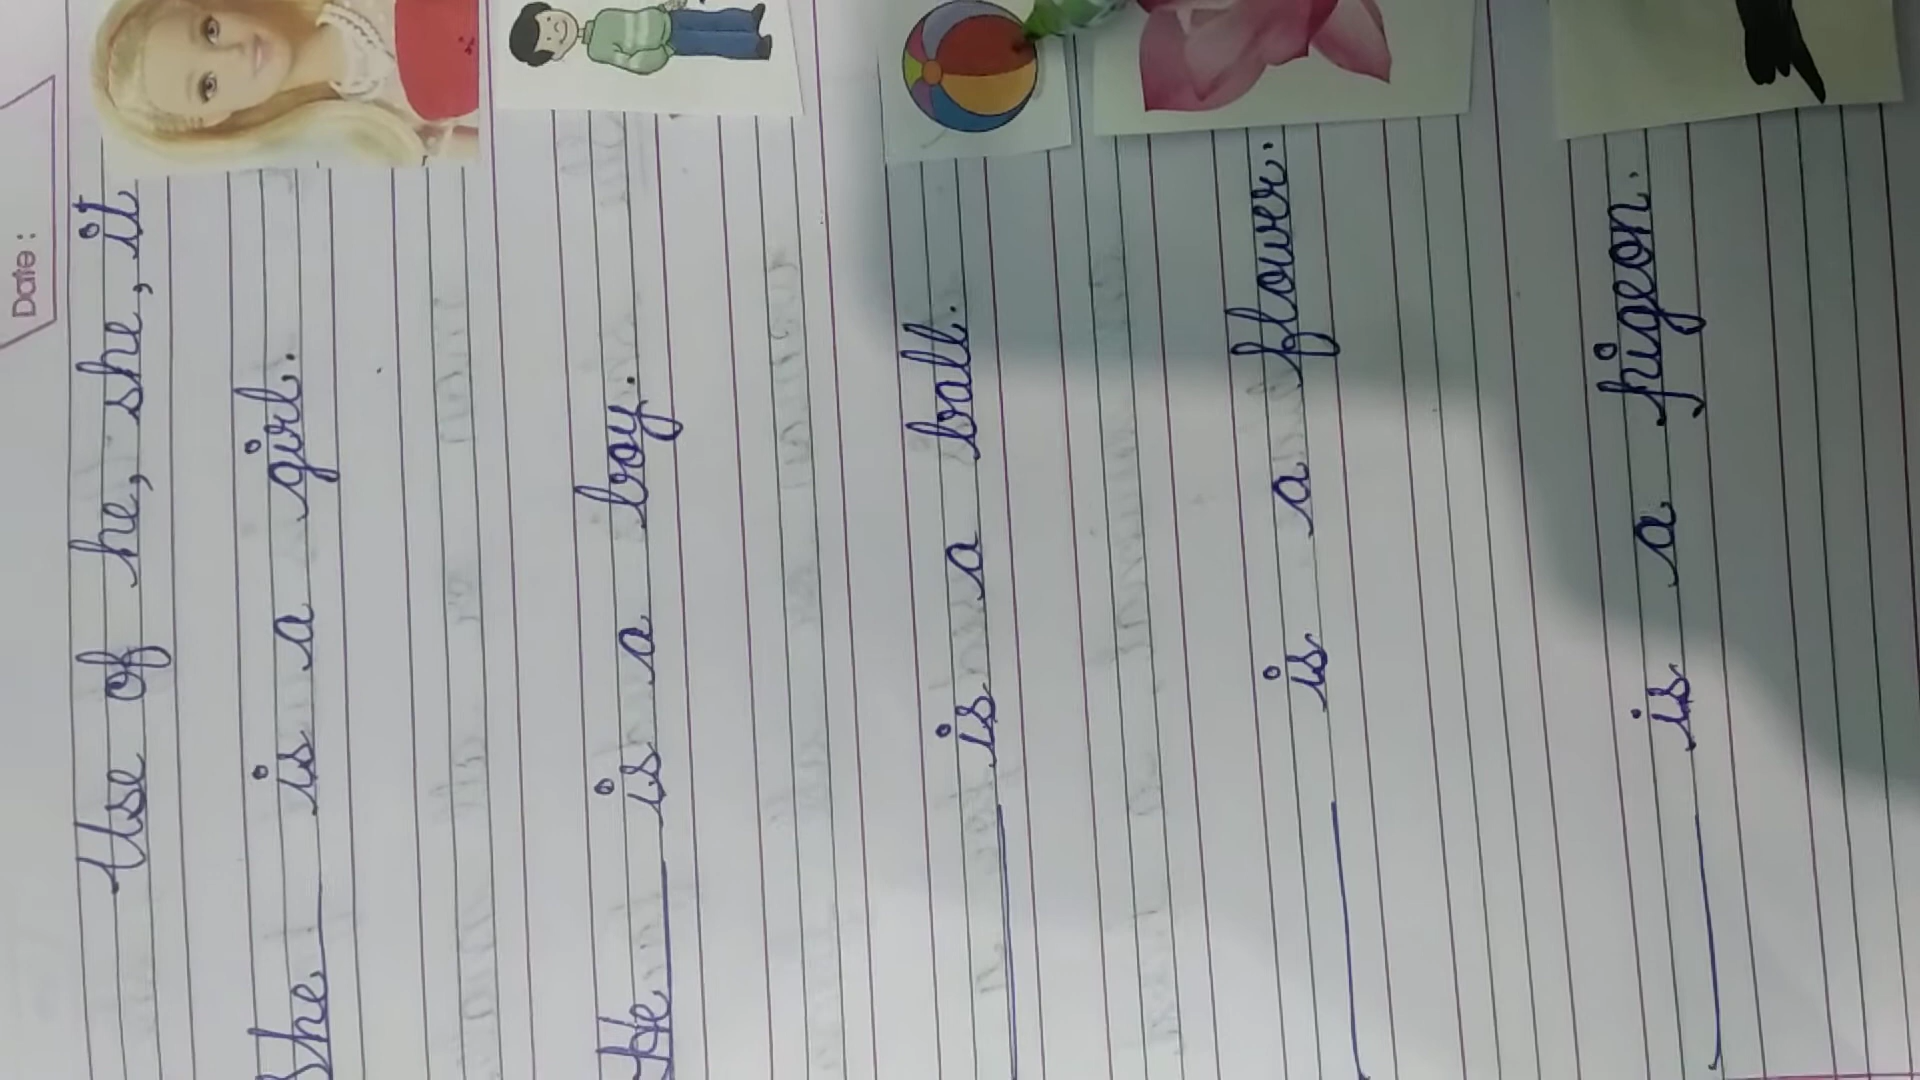 Date :
Use of he, she, it
She is a girl.
He is a boy.
is a ball.
is a flower.
is a pigeon.